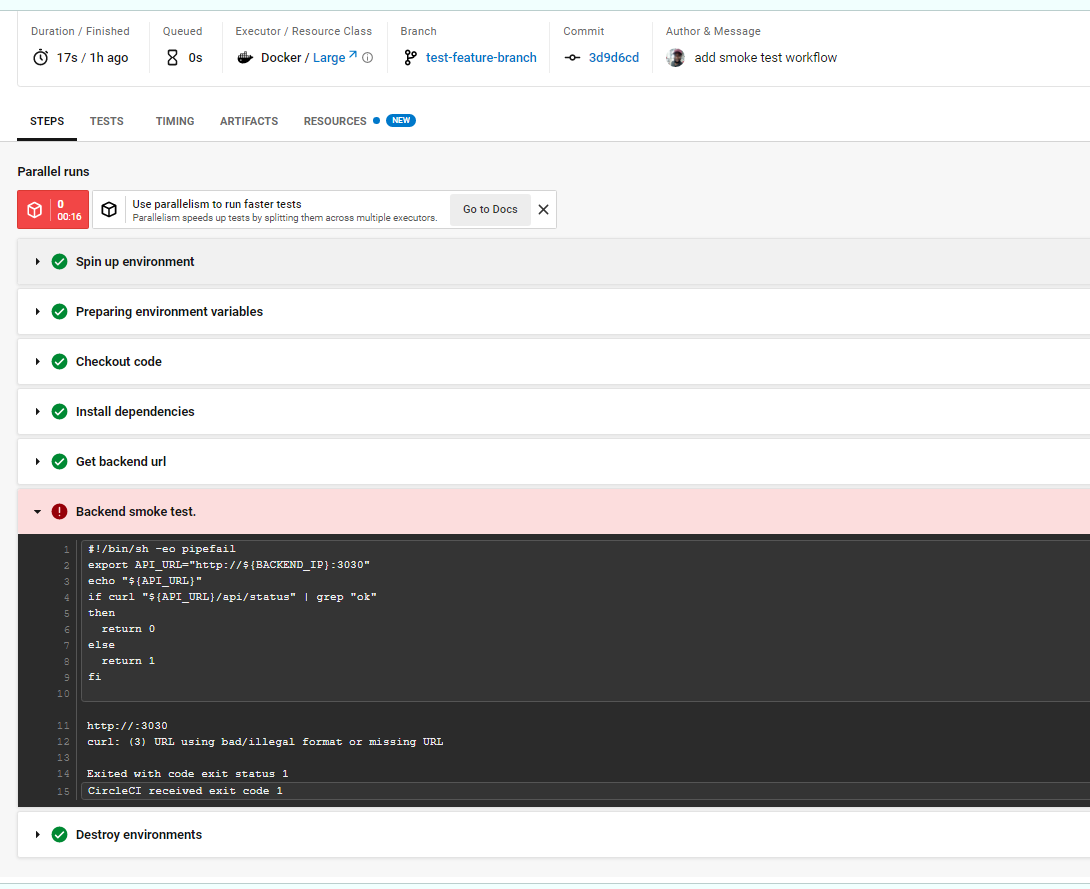 Duration / Finished
17s / 1h ago
Queued
0s
Executor / Resource Class
Docker / Large
Branch
test-feature-branch
Commit
3d9d6cd
Author & Message
add smoke test workflow
STEPS
TESTS
TIMING
ARTIFACTS
RESOURCES
NEW
Parallel runs
0
00:16
Use parallelism to run faster tests
Parallelism speeds up tests by splitting them across multiple executors.
Go to Docs
Spin up environment
Preparing environment variables
Checkout code
Install dependencies
Get backend url
Backend smoke test.
1 #!/bin/sh -eo pipefail
2 export API_URL="http://${BACKEND_IP}:3030"
3 echo "${API_URL}"
4 if curl "${API_URL}/api/status" | grep "ok"
5 then
6   return 0
7 else
8   return 1
9 fi
10
11 http://:3030
12 curl: (3) URL using bad/illegal format or missing URL
13
14 Exited with code exit status 1
15 CircleCI received exit code 1
Destroy environments